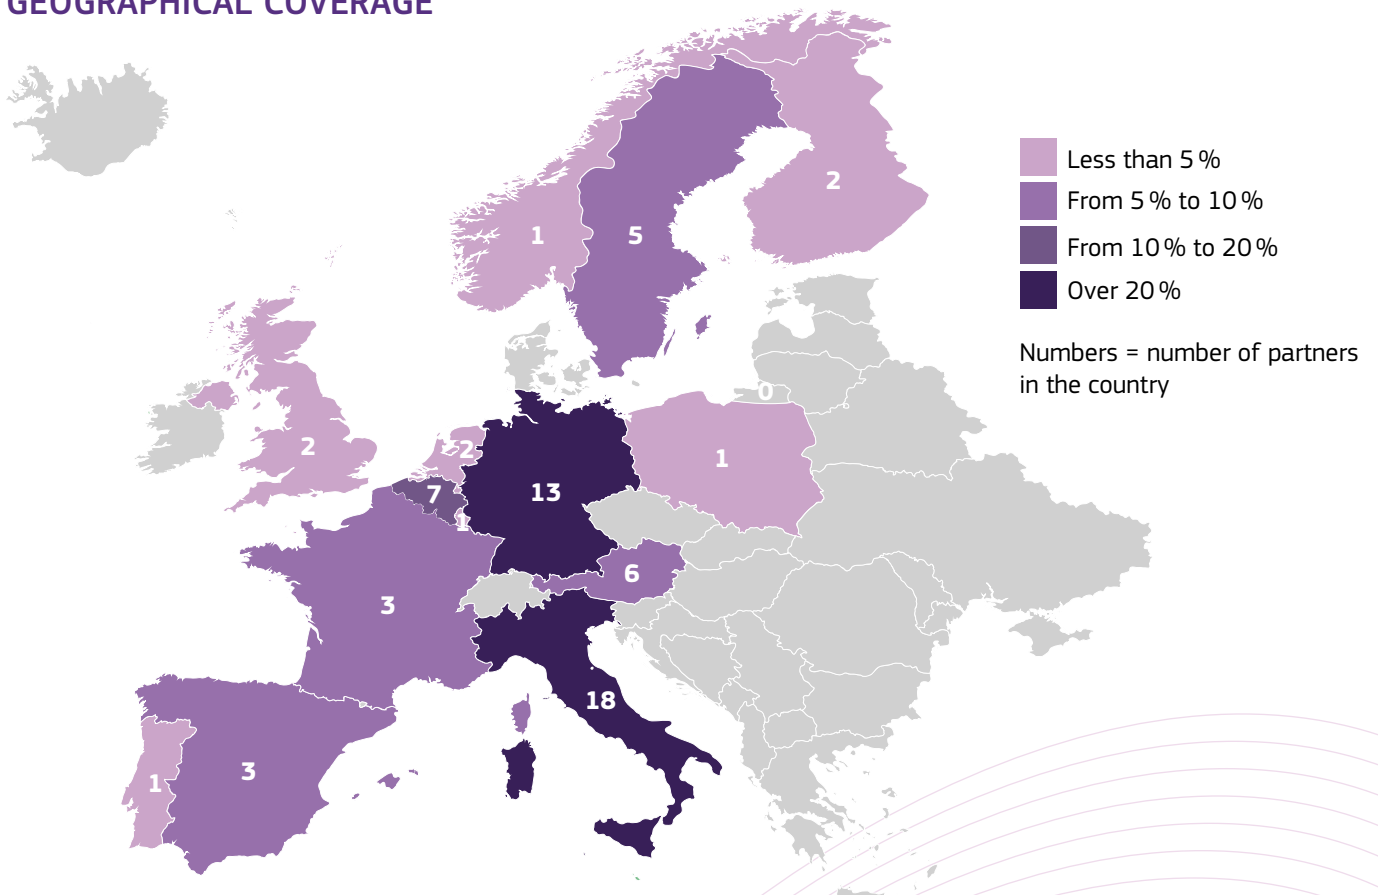 GEOGRAPHICAL COVERAGE
Less than 5 %
From 5 % to 10 %
From 10 % to 20 %
Over 20 %
Numbers = number of partners
in the country
2
1
5
0
2
2
1
7
13
1
6
3
18
3
1